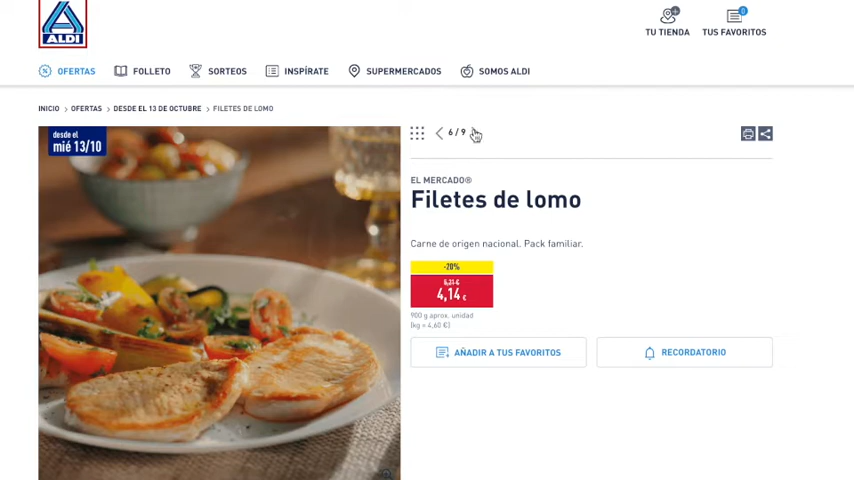 ALDI
TU TIENDA
0
TUS FAVORITOS
OFERTAS
FOLLETO
SORTEOS
INSPÍRATE
SUPERMERCADOS
SOMOS ALDI
INICIO > OFERTAS > DESDE EL 13 DE OCTUBRE > FILETES DE LOMO
desde el
mié 13/10
6 / 9
EL MERCADO®
Filetes de lomo
Carne de origen nacional. Pack familiar.
-20%
4,14 €
900 g aprox. unidad
(kg = 4,60 €)
AÑADIR A TUS FAVORITOS
RECORDATORIO